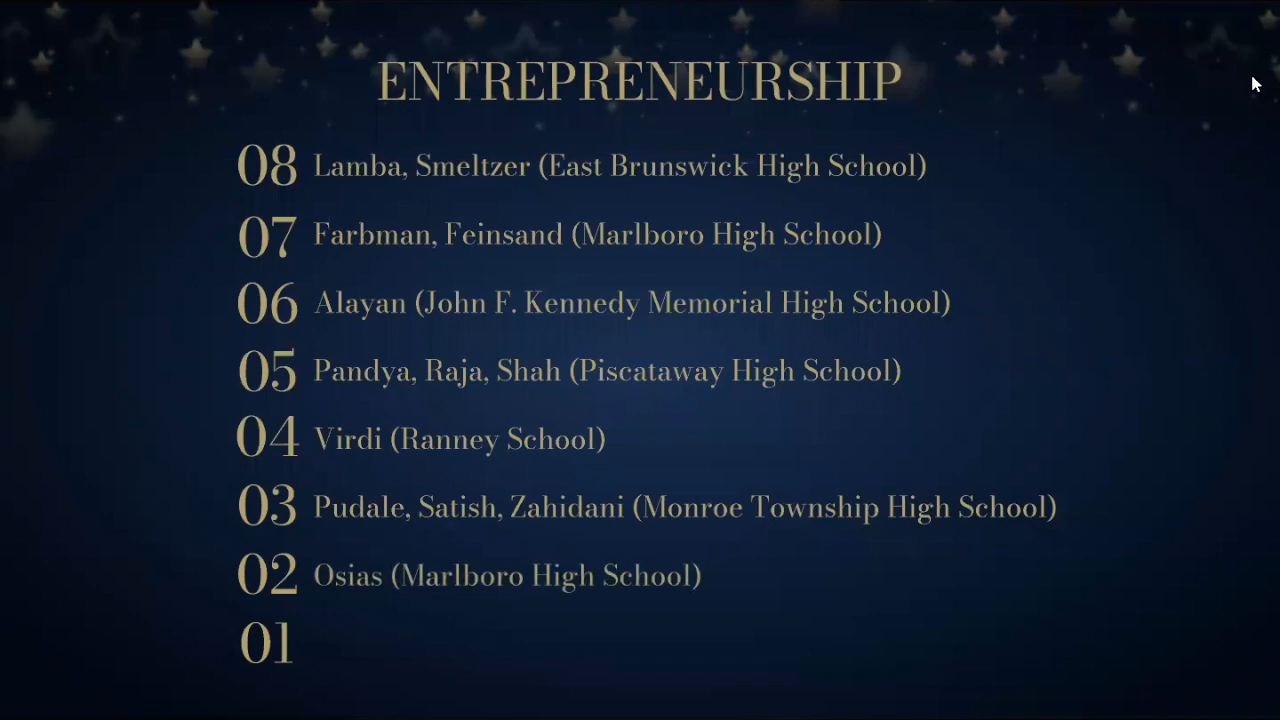 ENTREPRENEURSHIP
08 Lamba, Smeltzer (East Brunswick High School)
07 Farbman, Feinsand (Marlboro High School)
06 Alayan (John F. Kennedy Memorial High School)
05 Pandya, Raja, Shah (Piscataway High School)
04 Virdi (Ranney School)
03 Pudale, Satish, Zahidani (Monroe Township High School)
02 Osias (Marlboro High School)
01